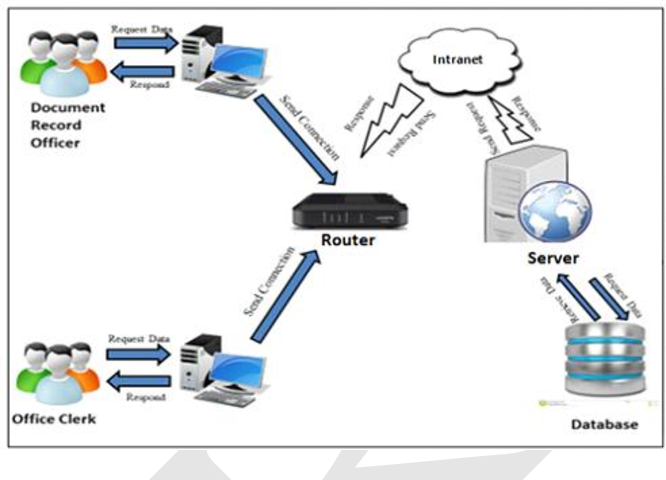 Request Data
Respond
Document
Record
Officer
Send Connection
Response
Send Request
Intranet
Response
Send Request
Router
Server
Send Connection
Retrieve Data
Request Data
Request Data
Respond
Office Clerk
Database